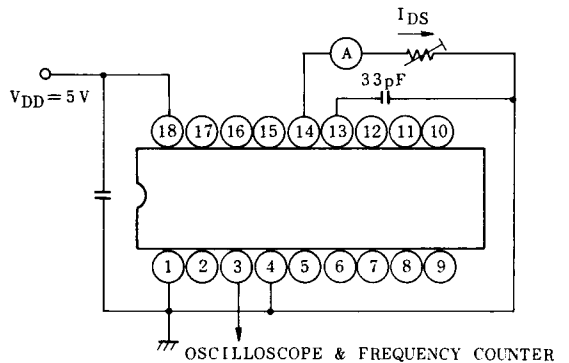 I_DS
A
33pF
V_DD=5V
18 17 16 15 14 13 12 11 10
1 2 3 4 5 6 7 8 9
OSCILLOSCOPE & FREQUENCY COUNTER